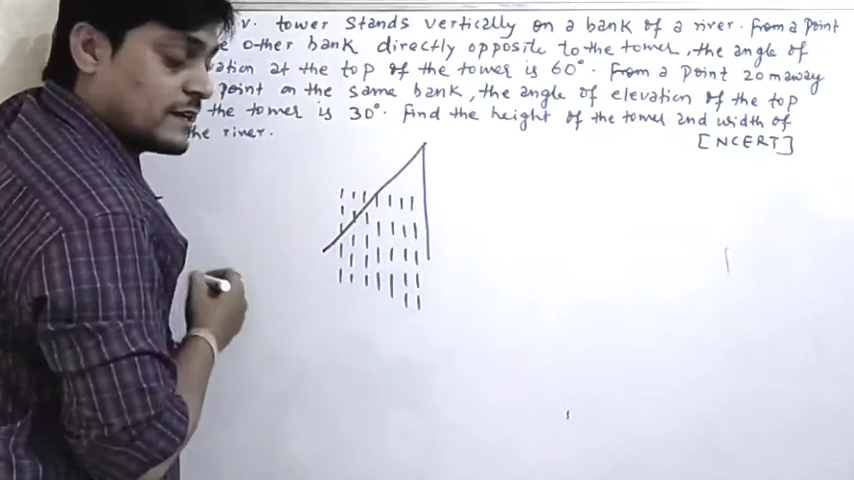 v. tower stands vertically on a bank of a river. From a point
other bank directly opposite to the tower, the angle of
at the top of the tower is 60°. From a point 20 m away
point on the same bank, the angle of elevation of the top
the tower is 30°. Find the height of the tower and width of
the river.
[NCERT]